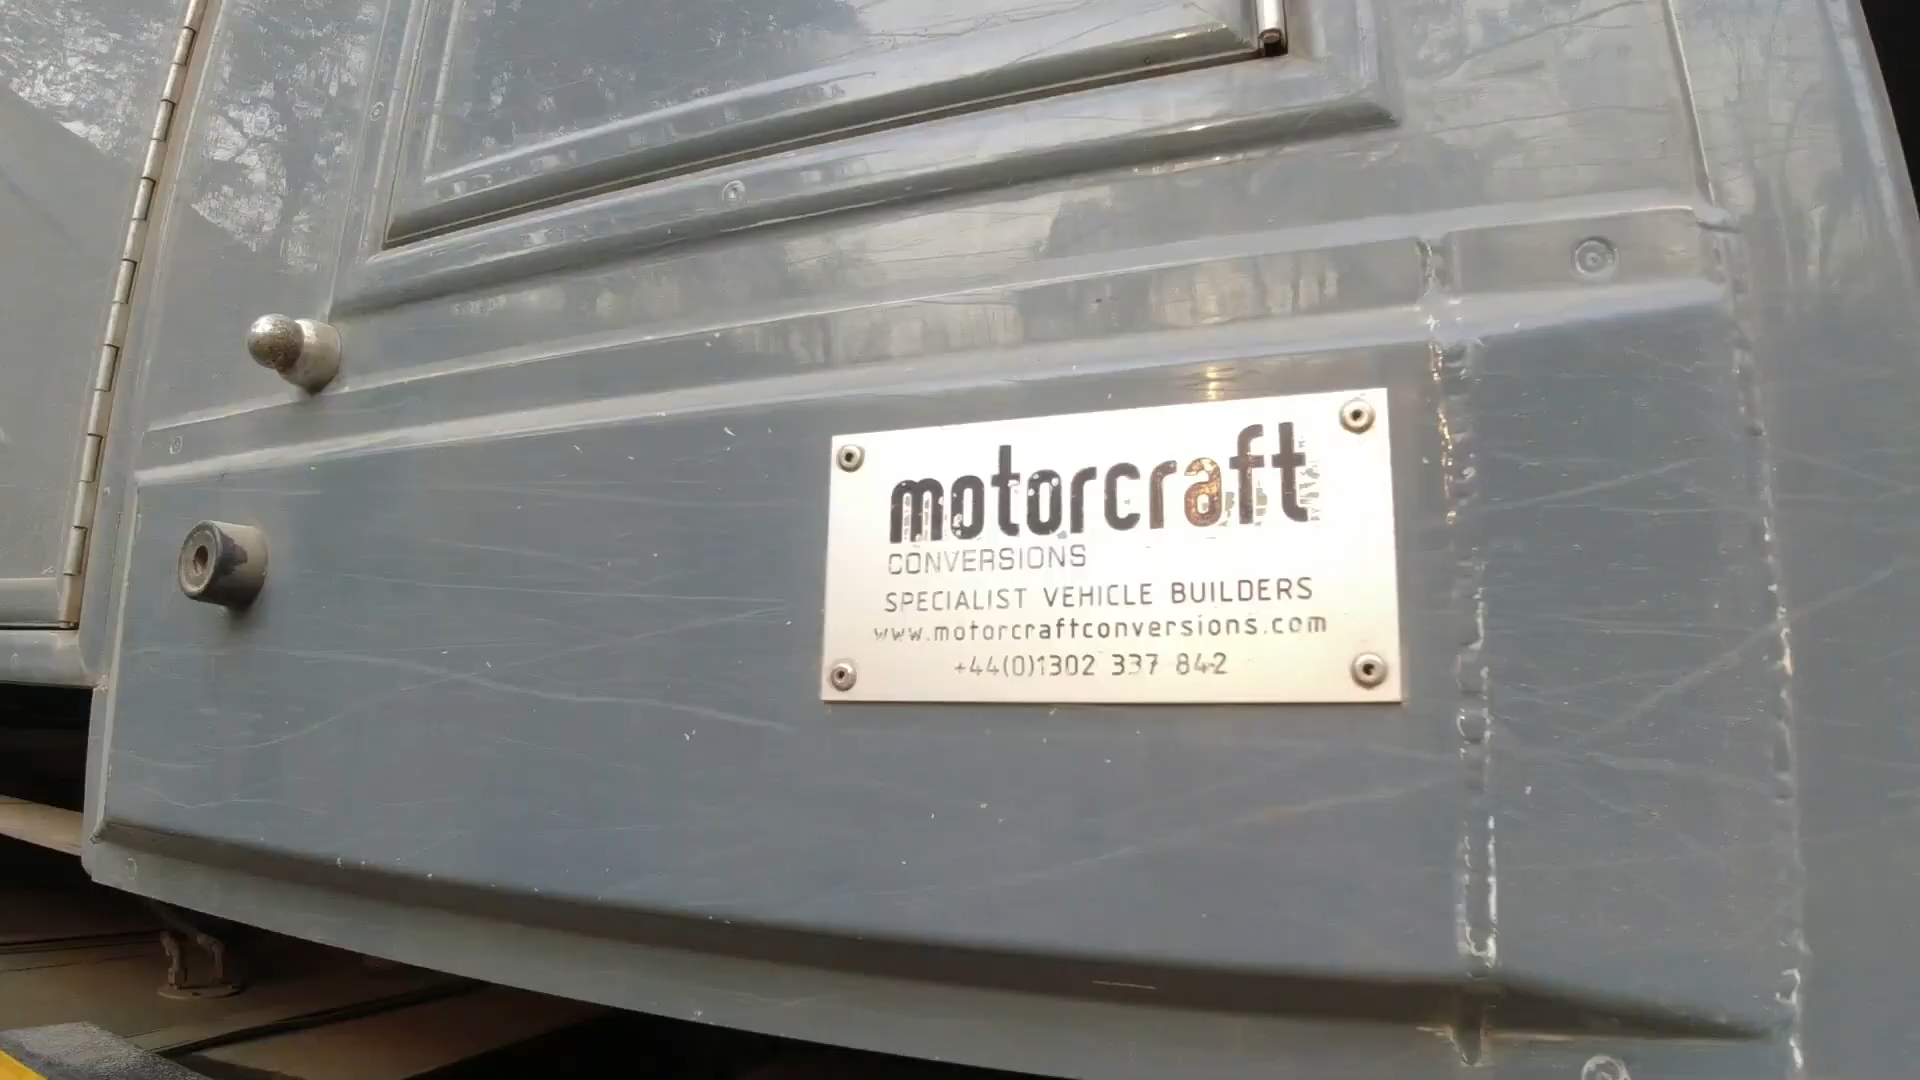 motorcraft
CONVERSIONS
SPECIALIST VEHICLE BUILDERS
www.motorcraftconversions.com
+44(0)1302 337 842